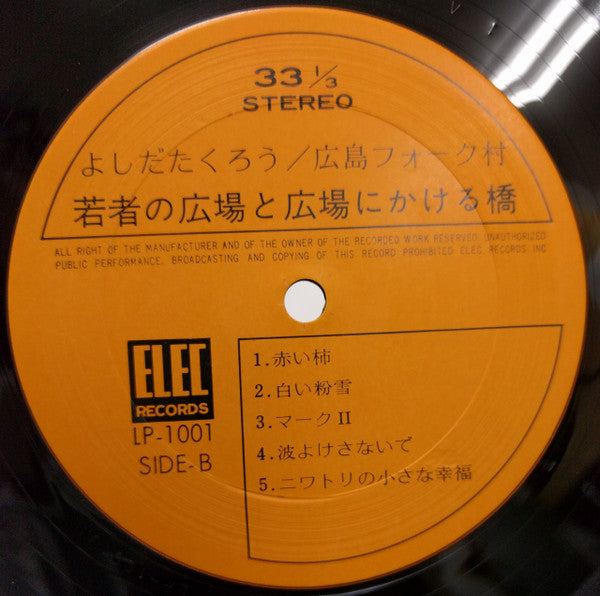 33 1/3
STEREO
よしだたくろう/広島フォーク村
若者の広場と広場にかける橋
ALL RIGHT OF THE MANUFACTURER AND OF THE OWNER OF THE RECORDED WORK RESERVED. UNAUTHORIZED
PUBLIC PERFORMANCE, BROADCASTING AND COPYING OF THIS RECORD PROHIBITED ELEC RECORDS INC
ELEC
RECORDS
LP-1001
SIDE-B
1.赤い柿
2.白い粉雪
3.マークII
4.波よけさないで
5.ニワトリの小さな幸福